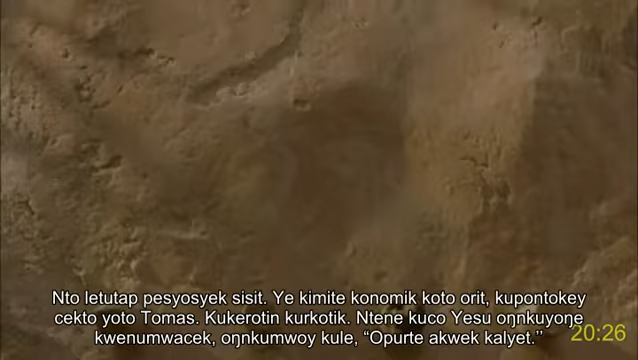 Nto letutap pesyosyek sisit. Ye kimite konomik koto orit, kupontokey
cekto yoto Tomas. Kukerotin kurkotik. Ntene kuco Yesu oŋnkuyoŋe
kwenumwacek, oŋnkumwoy kule, “Opurte akwek kalyet.’’
20:26